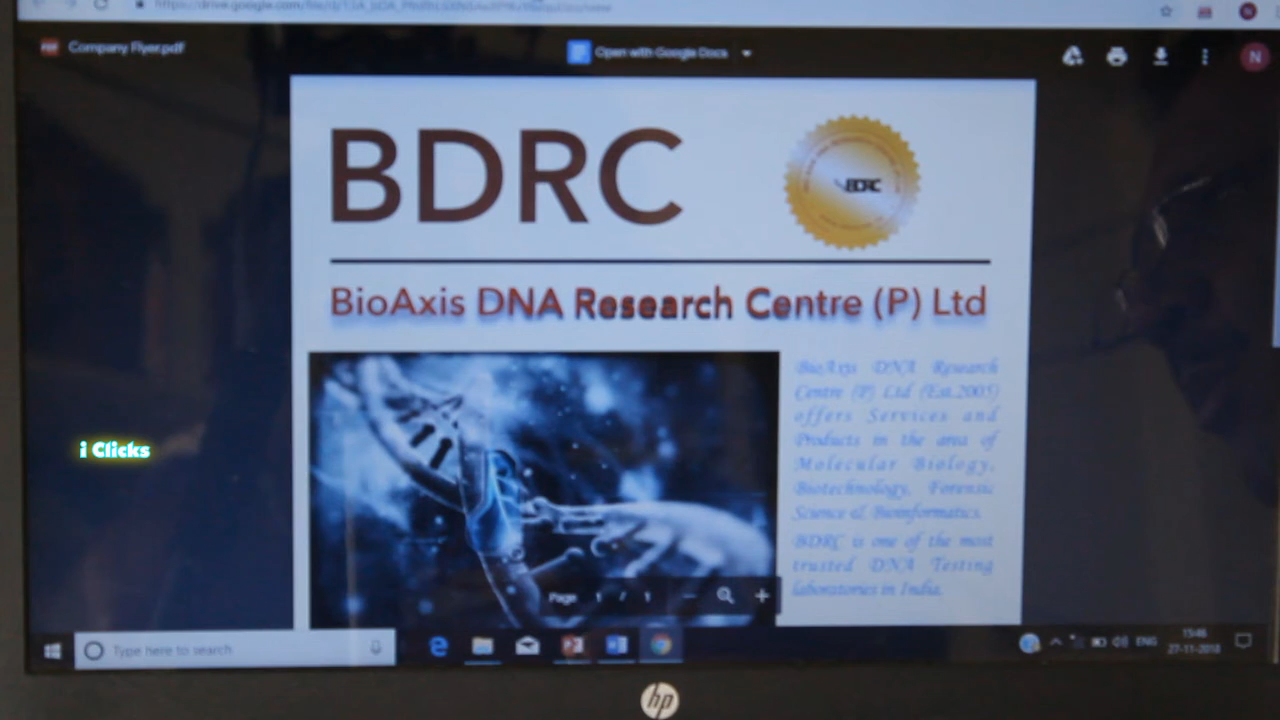 Company Flyer.pdf
Open with Google Docs
N
BDRC
BDRC
BioAxis DNA Research Centre (P) Ltd
BioAxis DNA Research
Centre (P) Ltd (Est.2005)
offers Services and
Products in the area of
Molecular Biology,
Biotechnology, Forensic
Science & Bioinformatics.
BDRC is one of the most
trusted DNA Testing
laboratories in India.
i Clicks
Page 1 / 1
Type here to search
ENG
15:46
27-11-2018
hp